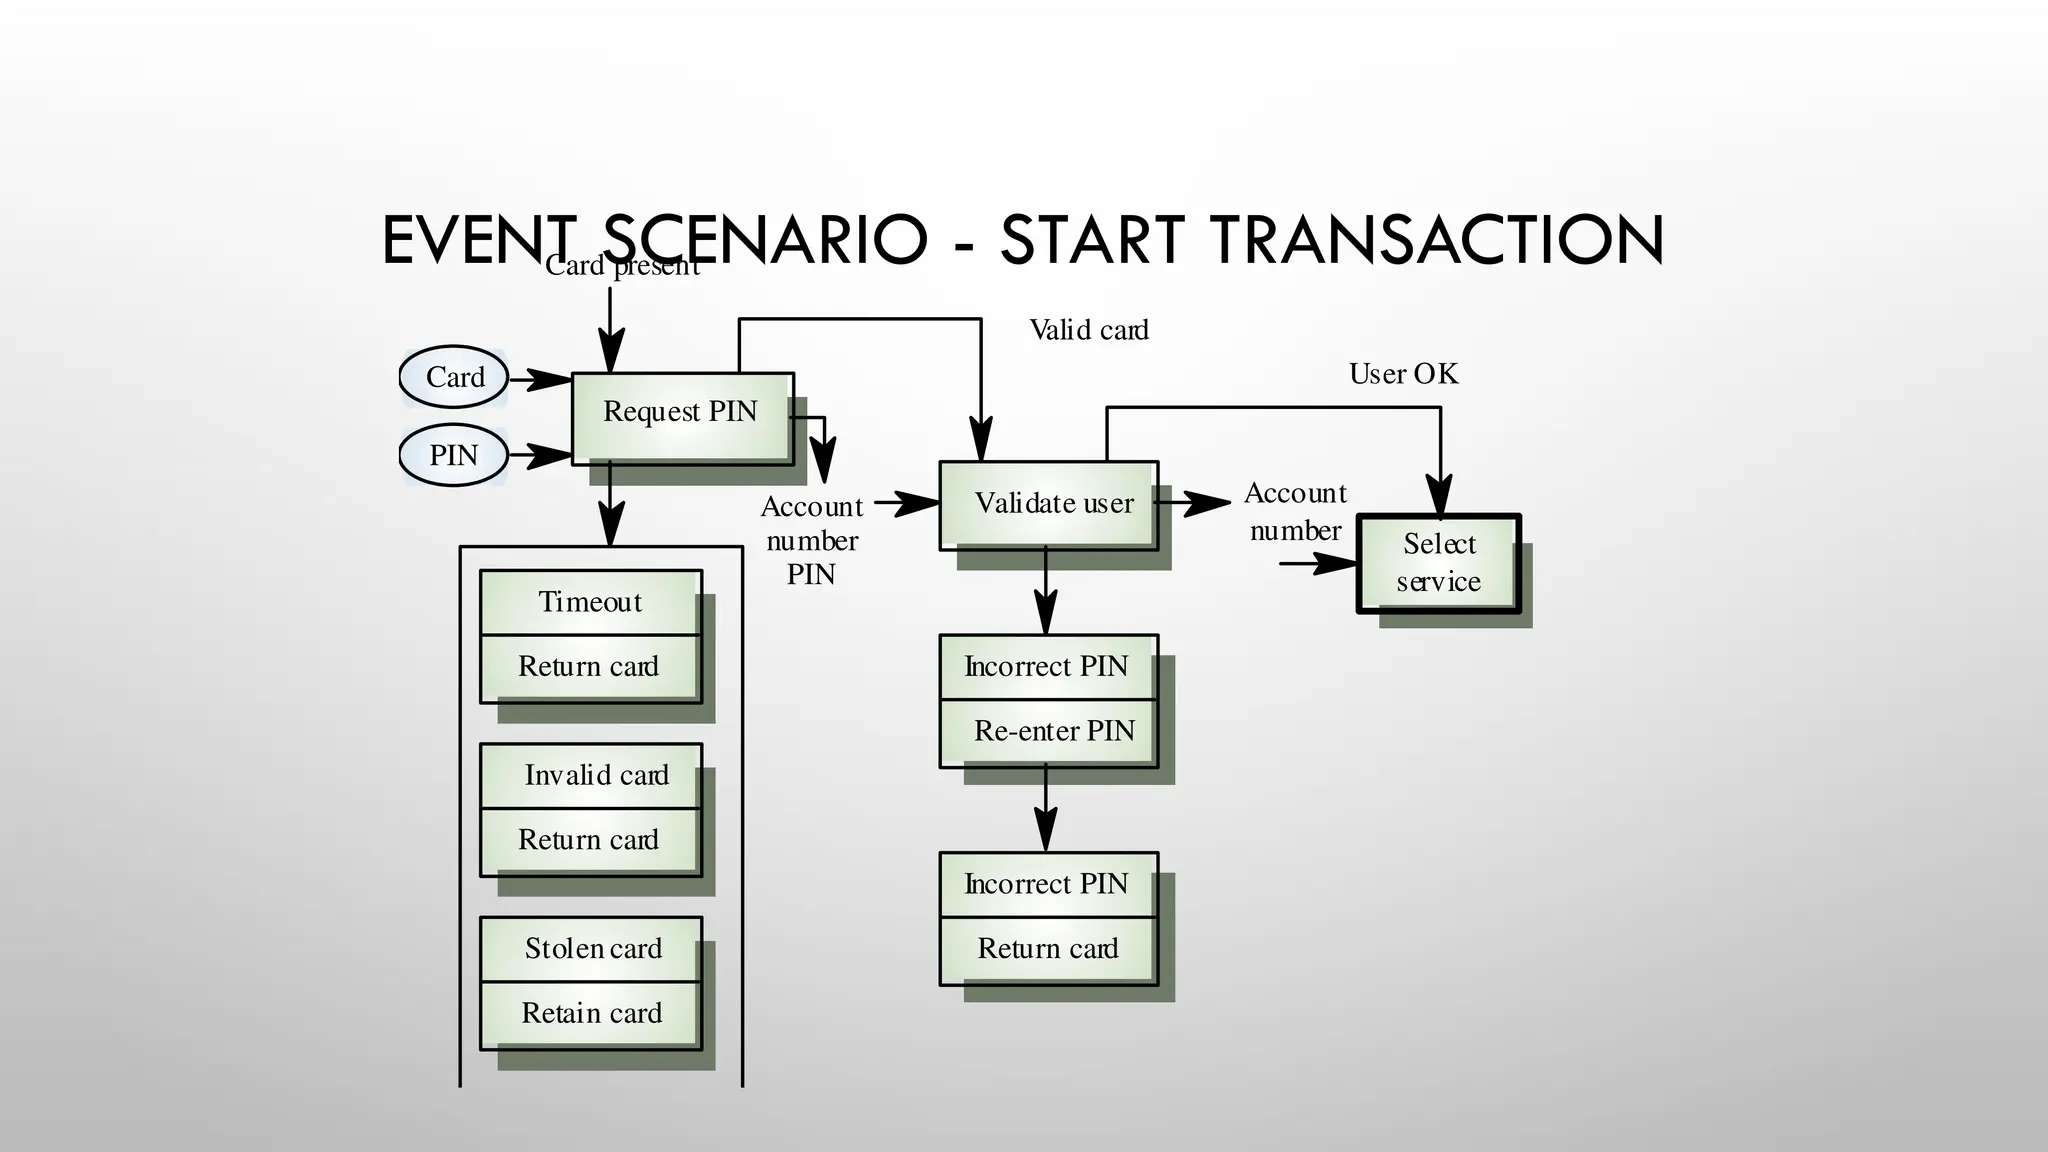 EVENT SCENARIO - START TRANSACTION
Card present
Valid card
User OK
Card
Request PIN
PIN
Account
number
PIN
Validate user
Account
number
Select
service
Timeout
Return card
Invalid card
Return card
Stolen card
Retain card
Incorrect PIN
Re-enter PIN
Incorrect PIN
Return card